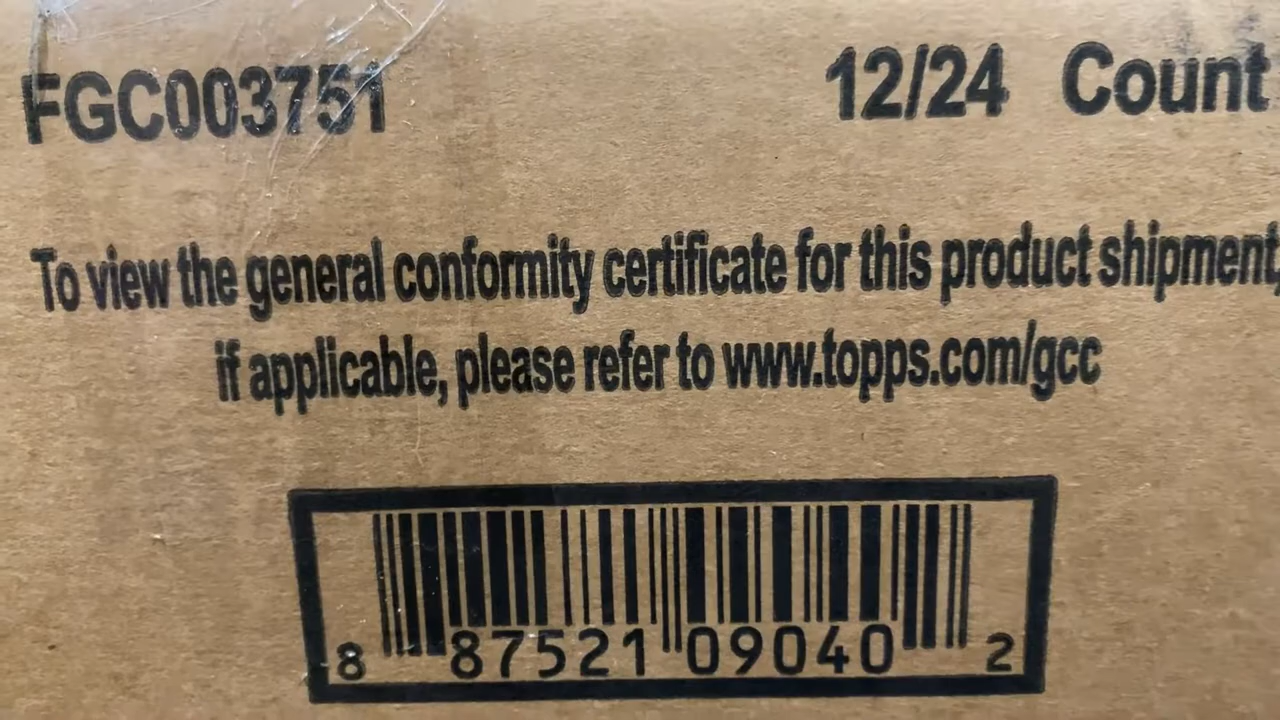 FGC003751 12/24 Count
To view the general conformity certificate for this product shipment,
if applicable, please refer to www.topps.com/gcc
8 87521 09040 2